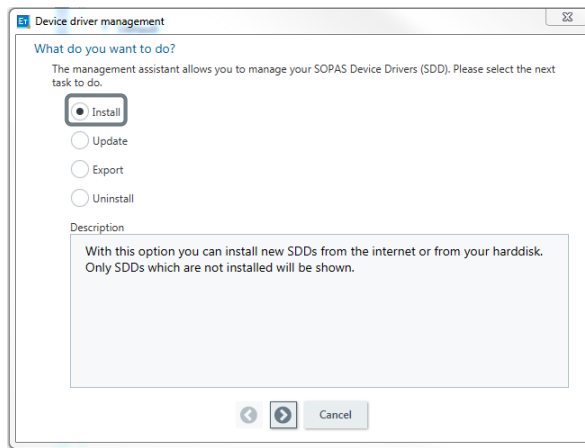 ET Device driver management
What do you want to do?
The management assistant allows you to manage your SOPAS Device Drivers (SDD). Please select the next
task to do.
Install
Update
Export
Uninstall
Description
With this option you can install new SDDs from the internet or from your harddisk.
Only SDDs which are not installed will be shown.
Cancel